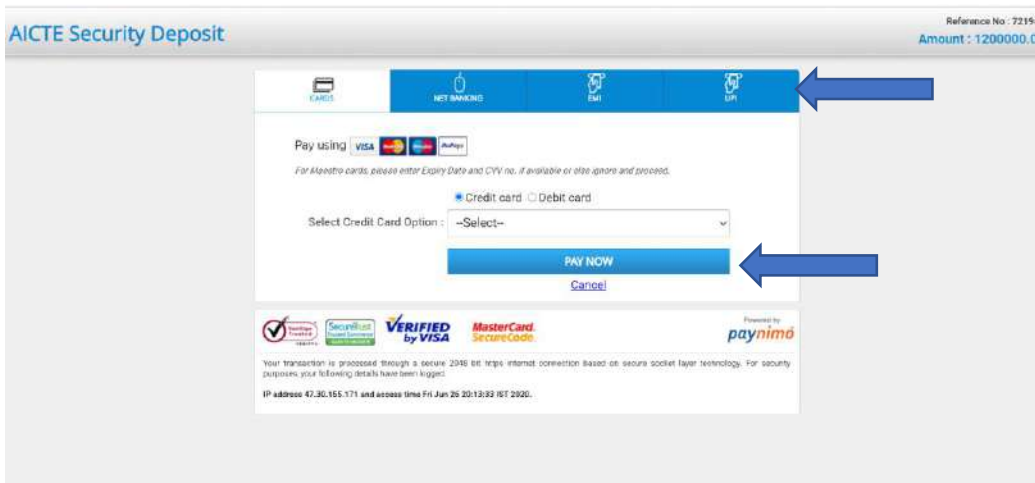 AICTE Security Deposit
Reference No : 7219
Amount : 1200000.0
CARDS
NET BANKING
EMI
UPI
Pay using VISA
For Maestro cards, please enter Expiry Date and CVV no. if available or else ignore and proceed.
Credit card Debit card
Select Credit Card Option : --Select--
PAY NOW
Cancel
VERIFIED by VISA
MasterCard. SecureCode.
Powered by
paynimo
Your transaction is processed through a secure 2048 bit https internet connection based on secure socket layer technology. For security
purposes, your following details have been logged.
IP address 47.30.155.171 and access time Fri Jun 26 20:13:33 IST 2020.